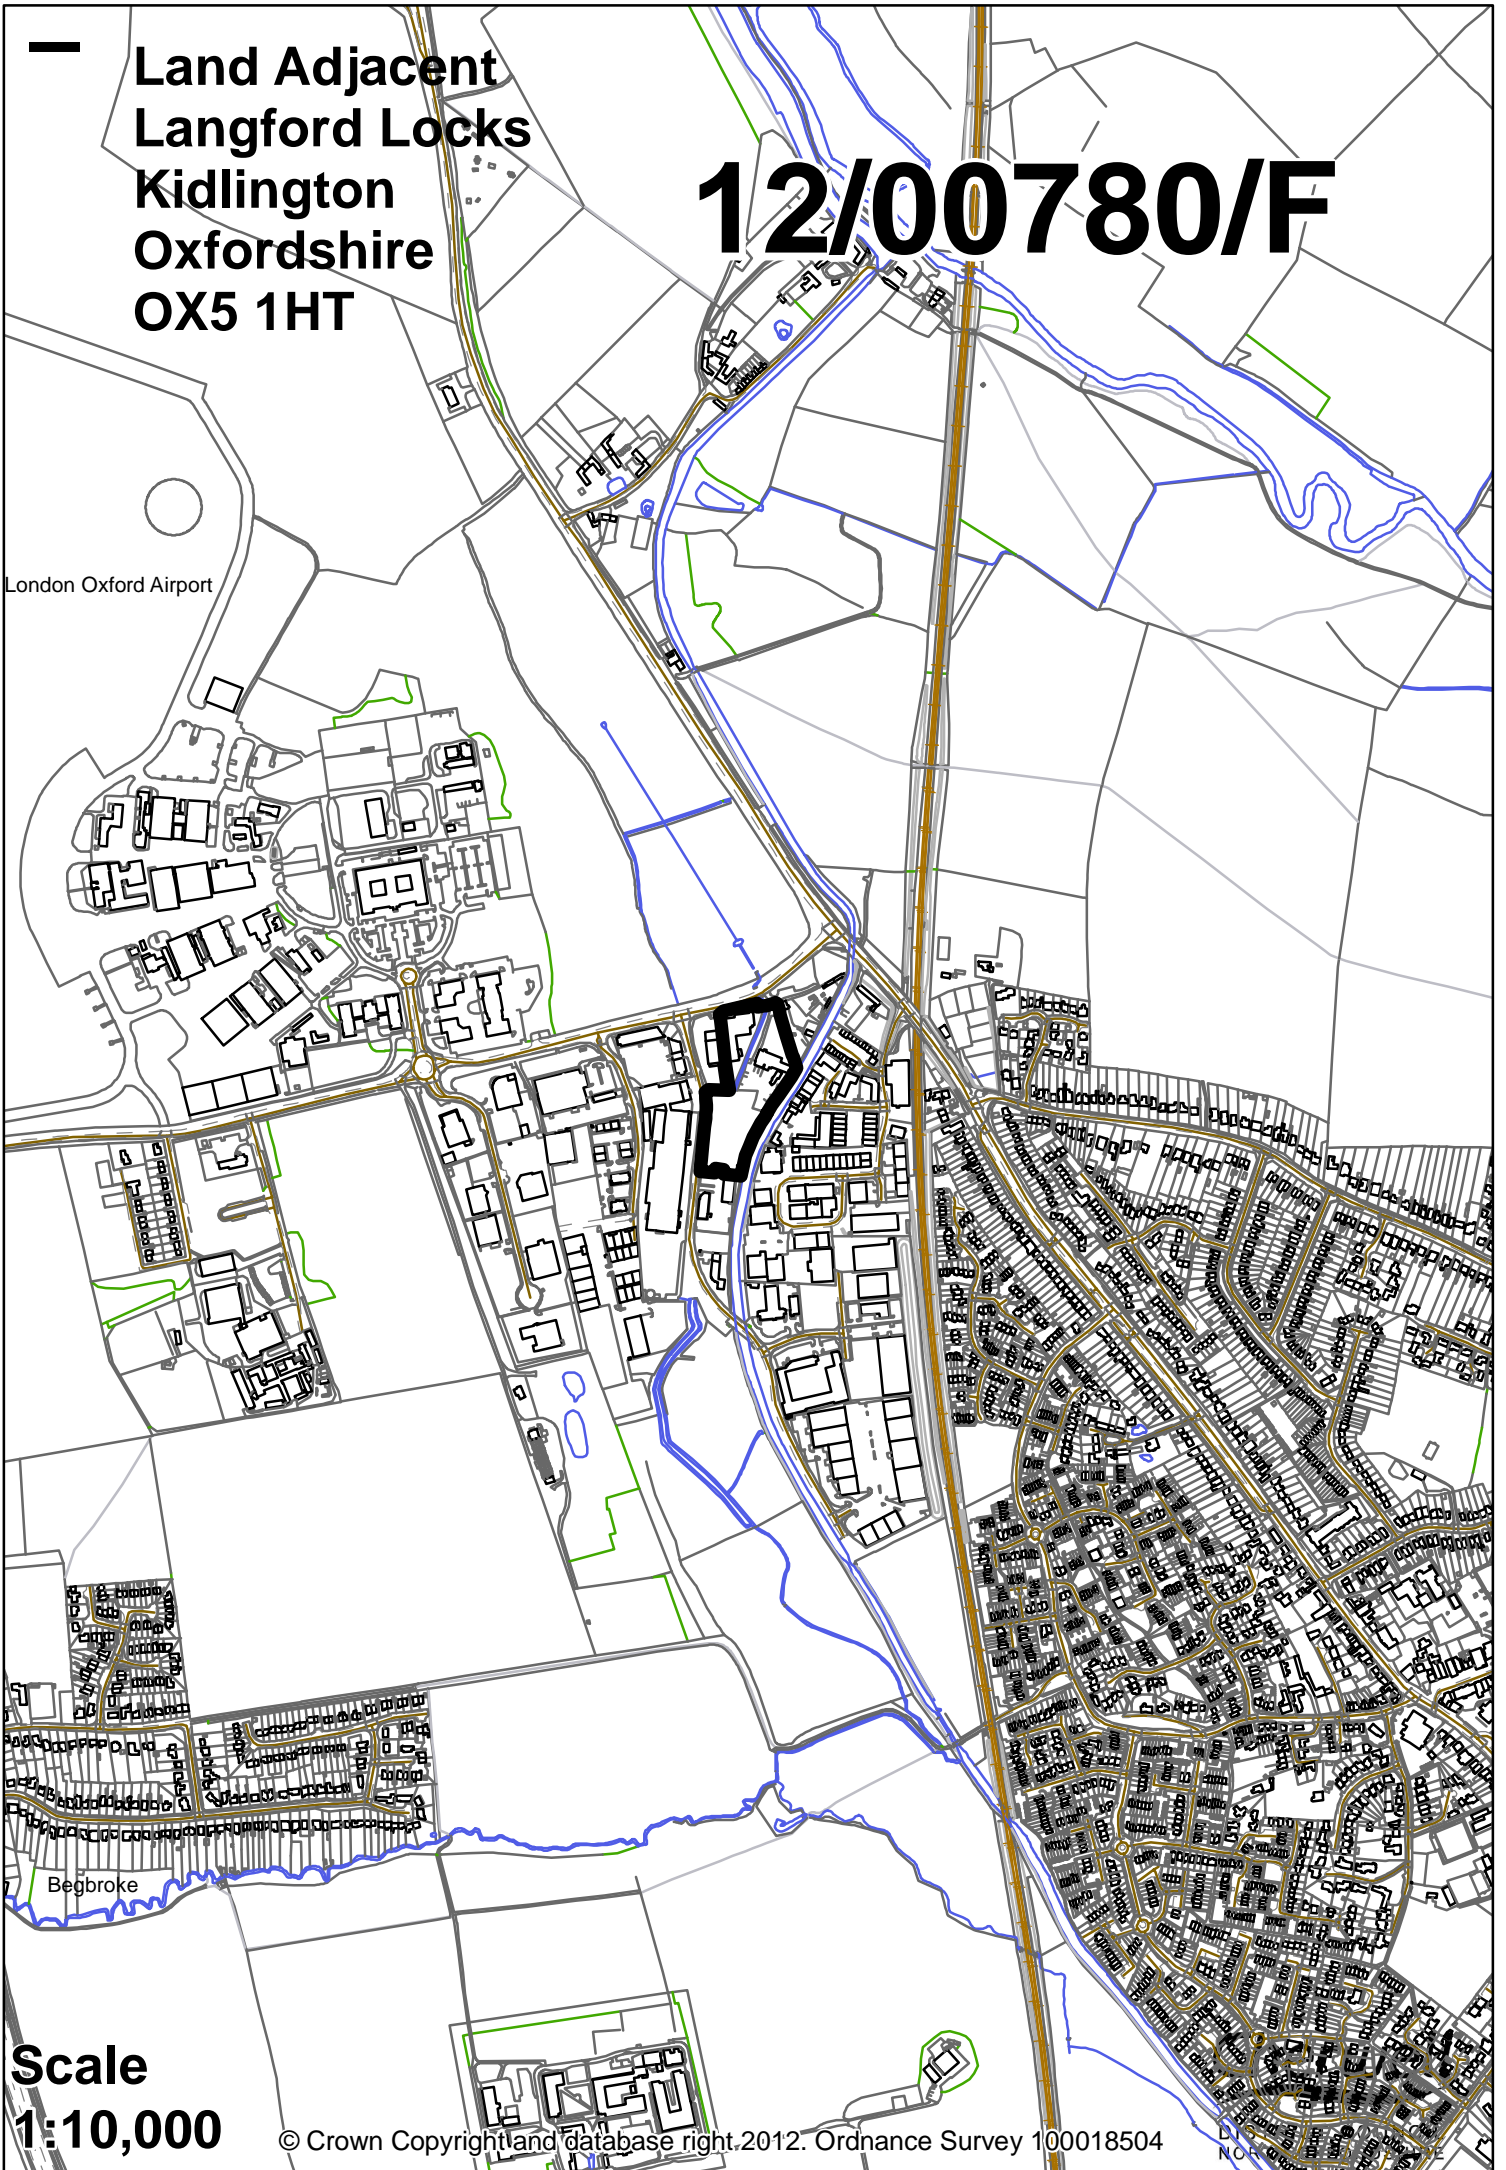 Land Adjacent
Langford Locks
Kidlington
Oxfordshire
OX5 1HT
12/00780/F
London Oxford Airport
Begbroke
Scale
1:10,000
© Crown Copyright and database right 2012. Ordnance Survey 100018504